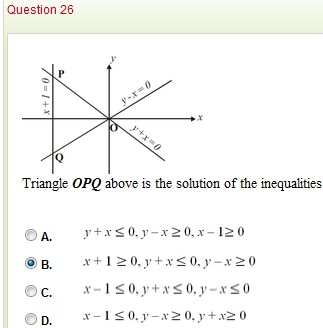 Question 26
y
x + 1 = 0
P
y - x = 0
x
O
y + x = 0
Q
Triangle OPQ above is the solution of the inequalities
A. y + x ≤ 0, y – x ≥ 0, x – 1≥ 0
B. x + 1 ≥ 0, y + x ≤ 0, y – x ≥ 0
C. x – 1≤ 0, y + x≤ 0, y – x ≤ 0
D. x – 1≤ 0, y – x≥ 0, y + x≥ 0